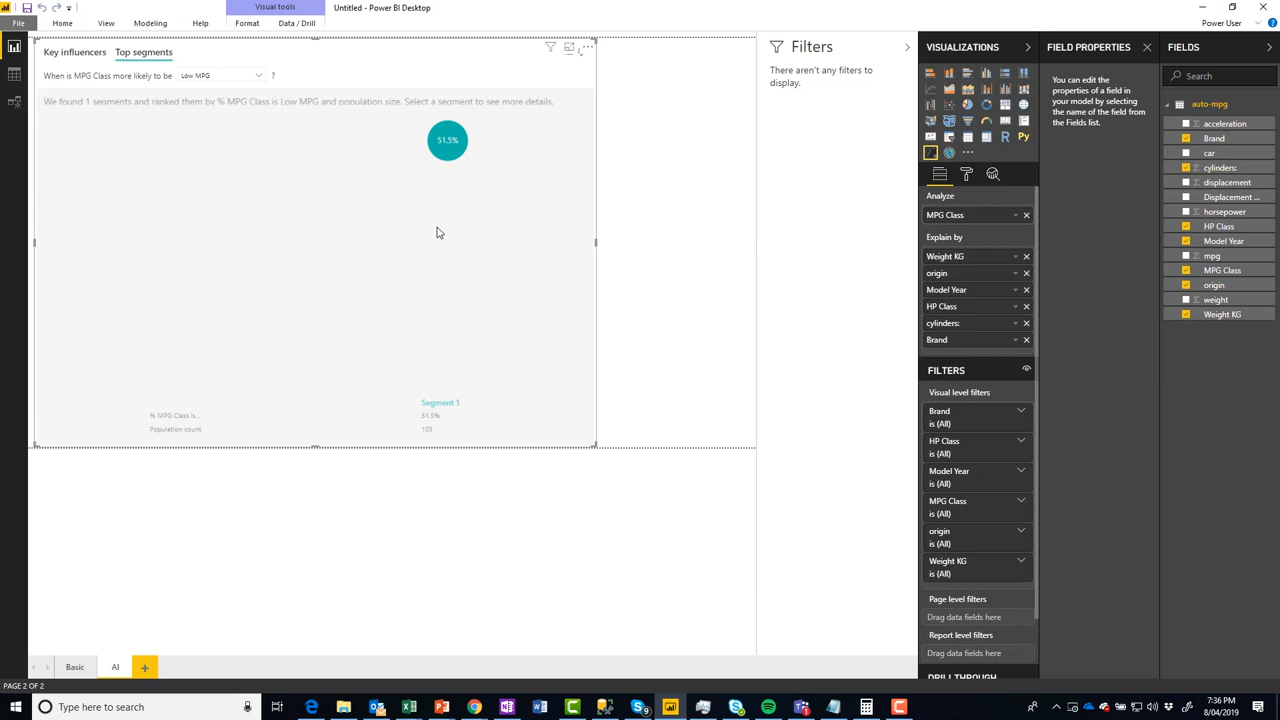 Visual tools
Untitled - Power BI Desktop
File
Home
View
Modeling
Help
Format
Data / Drill
Power User
Key influencers
Top segments
When is MPG Class more likely to be
Low MPG
?
We found 1 segments and ranked them by % MPG Class is Low MPG and population size. Select a segment to see more details.
51.5%
Segment 1
% MPG Class is...
51.5%
Population count
103
Filters
There aren't any filters to
display.
VISUALIZATIONS
R
Py
Analyze
MPG Class
Explain by
Weight KG
origin
Model Year
HP Class
cylinders:
Brand
FILTERS
Visual level filters
Brand
is (All)
HP Class
is (All)
Model Year
is (All)
MPG Class
is (All)
origin
is (All)
Weight KG
is (All)
Page level filters
Drag data fields here
Report level filters
Drag data fields here
DRILLTHROUGH
FIELD PROPERTIES
You can edit the
properties of a field in
your model by selecting
the name of the field from
the Fields list.
FIELDS
Search
auto-mpg
acceleration
Brand
car
cylinders:
displacement
Displacement ...
horsepower
HP Class
Model Year
mpg
MPG Class
origin
weight
Weight KG
Basic
AI
PAGE 2 OF 2
Type here to search
7:36 PM
8/04/2019